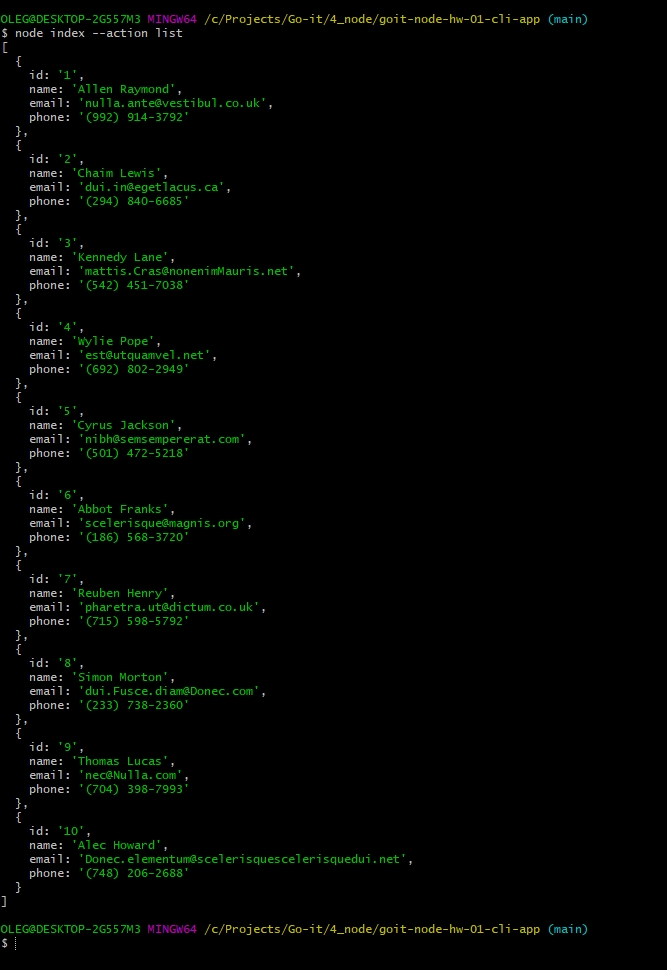 OLEG@DESKTOP-2G557M3 MINGW64 /c/Projects/Go-it/4_node/goit-node-hw-01-cli-app (main)
$ node index --action list
[
  {
    id: '1',
    name: 'Allen Raymond',
    email: 'nulla.ante@vestibul.co.uk',
    phone: '(992) 914-3792'
  },
  {
    id: '2',
    name: 'Chaim Lewis',
    email: 'dui.in@egetlacus.ca',
    phone: '(294) 840-6685'
  },
  {
    id: '3',
    name: 'Kennedy Lane',
    email: 'mattis.Cras@nonenimMauris.net',
    phone: '(542) 451-7038'
  },
  {
    id: '4',
    name: 'Wylie Pope',
    email: 'est@utquamvel.net',
    phone: '(692) 802-2949'
  },
  {
    id: '5',
    name: 'Cyrus Jackson',
    email: 'nibh@semsempererat.com',
    phone: '(501) 472-5218'
  },
  {
    id: '6',
    name: 'Abbot Franks',
    email: 'scelerisque@magnis.org',
    phone: '(186) 568-3720'
  },
  {
    id: '7',
    name: 'Reuben Henry',
    email: 'pharetra.ut@dictum.co.uk',
    phone: '(715) 598-5792'
  },
  {
    id: '8',
    name: 'Simon Morton',
    email: 'dui.Fusce.diam@Donec.com',
    phone: '(233) 738-2360'
  },
  {
    id: '9',
    name: 'Thomas Lucas',
    email: 'nec@Nulla.com',
    phone: '(704) 398-7993'
  },
  {
    id: '10',
    name: 'Alec Howard',
    email: 'Donec.elementum@scelerisquescelerisquedui.net',
    phone: '(748) 206-2688'
  }
]
OLEG@DESKTOP-2G557M3 MINGW64 /c/Projects/Go-it/4_node/goit-node-hw-01-cli-app (main)
$